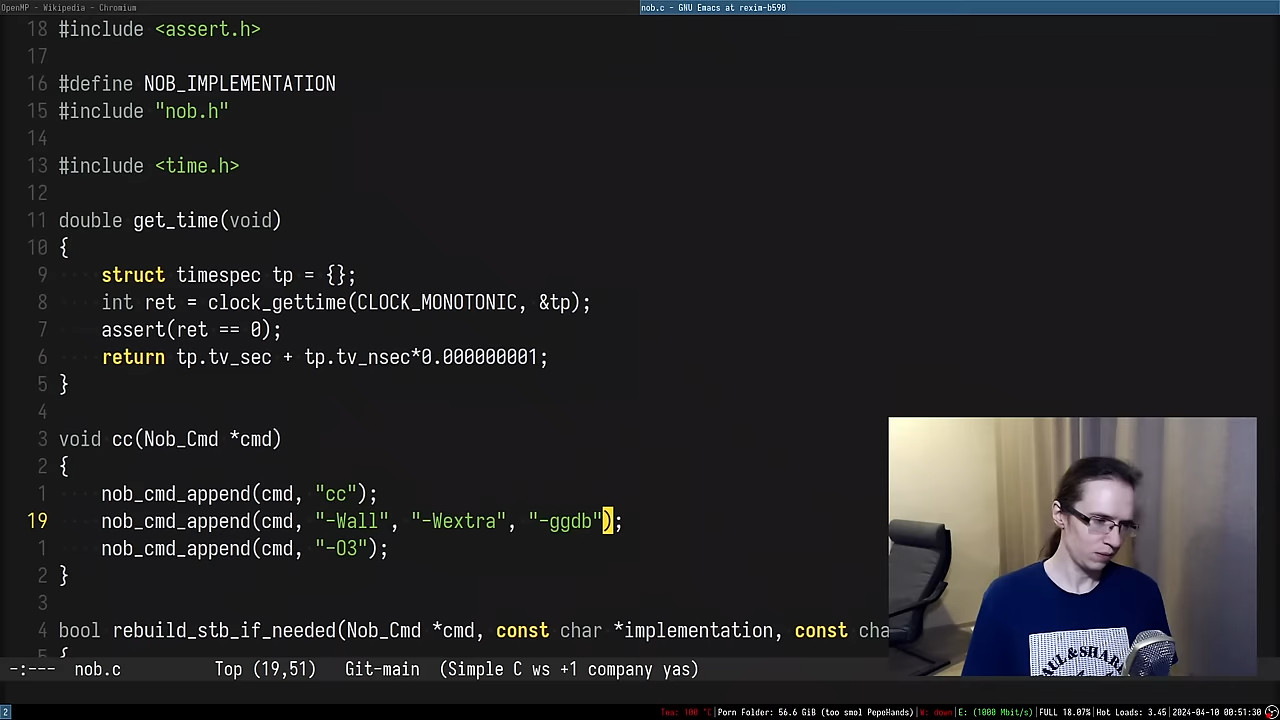 OpenMP - Wikipedia - Chromium
nob.c - GNU Emacs at rexim-b590
18 #include <assert.h>
17
16 #define NOB_IMPLEMENTATION
15 #include "nob.h"
14
13 #include <time.h>
12
11 double get_time(void)
10 {
9 struct timespec tp = {};
8 int ret = clock_gettime(CLOCK_MONOTONIC, &tp);
7 assert(ret == 0);
6 return tp.tv_sec + tp.tv_nsec*0.000000001;
5 }
4
3 void cc(Nob_Cmd *cmd)
2 {
1 nob_cmd_append(cmd, "cc");
19 nob_cmd_append(cmd, "-Wall", "-Wextra", "-ggdb");
1 nob_cmd_append(cmd, "-O3");
2 }
3
4 bool rebuild_stb_if_needed(Nob_Cmd *cmd, const char *implementation, const cha
5 {
-:--- nob.c Top (19,51) Git-main (Simple C ws +1 company yas)
2 100 °C|Porn Folder: 56.6 GiB (too smol PepeHands)|W: down|E: (1000 Mbit/s)|FULL 18.07%|Hot Loads: 3.45|2024-04-10 00:51:30